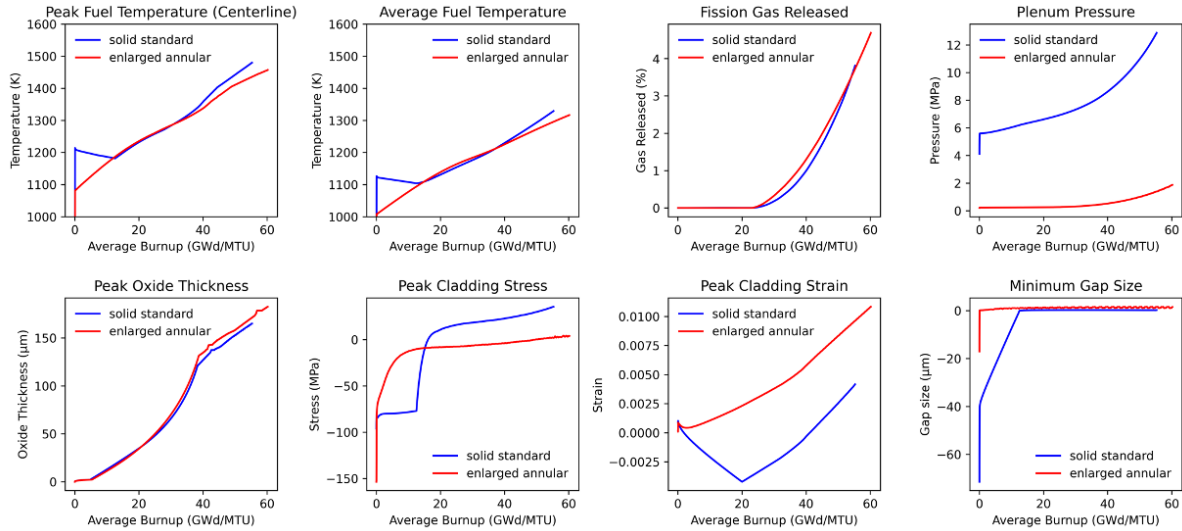 Peak Fuel Temperature (Centerline)
1600
1500
1400
1300
1200
1100
1000
Temperature (K)
solid standard
enlarged annular
0 20 40 60
Average Burnup (GWd/MTU)
Average Fuel Temperature
1600
1500
1400
1300
1200
1100
1000
Temperature (K)
solid standard
enlarged annular
0 20 40 60
Average Burnup (GWd/MTU)
Fission Gas Released
4
3
2
1
0
Gas Released (%)
solid standard
enlarged annular
0 20 40 60
Average Burnup (GWd/MTU)
Plenum Pressure
12
10
8
6
4
2
0
Pressure (MPa)
solid standard
enlarged annular
0 20 40 60
Average Burnup (GWd/MTU)
Peak Oxide Thickness
150
100
50
0
Oxide Thickness (μm)
solid standard
enlarged annular
0 20 40 60
Average Burnup (GWd/MTU)
Peak Cladding Stress
0
−50
−100
−150
Stress (MPa)
solid standard
enlarged annular
0 20 40 60
Average Burnup (GWd/MTU)
Peak Cladding Strain
0.0100
0.0075
0.0050
0.0025
0.0000
−0.0025
Strain
solid standard
enlarged annular
0 20 40 60
Average Burnup (GWd/MTU)
Minimum Gap Size
0
−20
−40
−60
Gap size (μm)
solid standard
enlarged annular
0 20 40 60
Average Burnup (GWd/MTU)